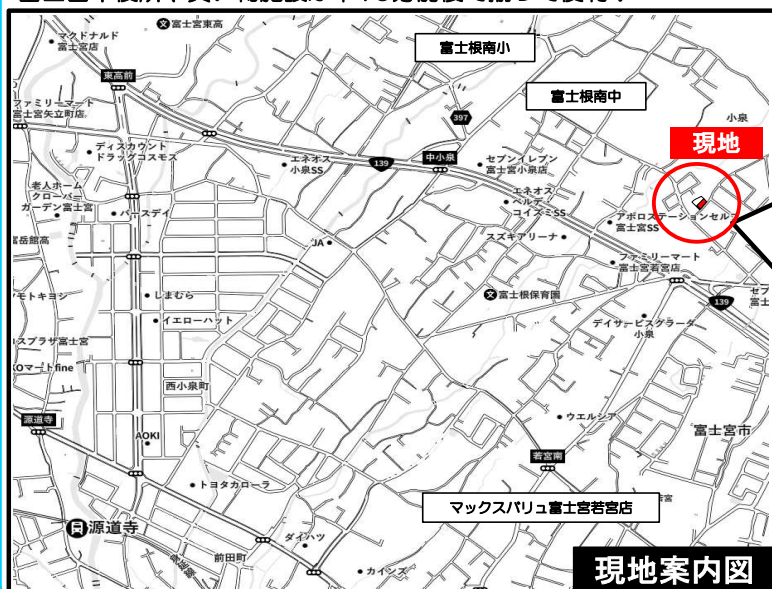 富士東高
マクドナルド
富士宮店
富士根南小
東高前
富士根南中
ファミリーマート
富士宮矢立町店
397
小泉
現地
ディスカウント
ドラッグコスモス
エネオス
小泉SS
139
中小泉
セブンイレブン
富士宮小泉店
老人ホーム
クローバー
ガーデン富士宮
バースデイ
エネオス
ベルデ
コイズミSS
アポロステーションセルフ
富士宮SS
富岳館高
JA
スズキアリーナ
ファミリーマート
富士宮若宮店
しまむら
富士根保育園
139
イエローハット
デイサービスグラータ
小泉
西小泉町
源道寺
AOKI
ウエルシア
富士宮市
若宮南
トヨタカローラ
マックスバリュ富士宮若宮店
源道寺
ダイハツ
前田町
カインズ
現地案内図